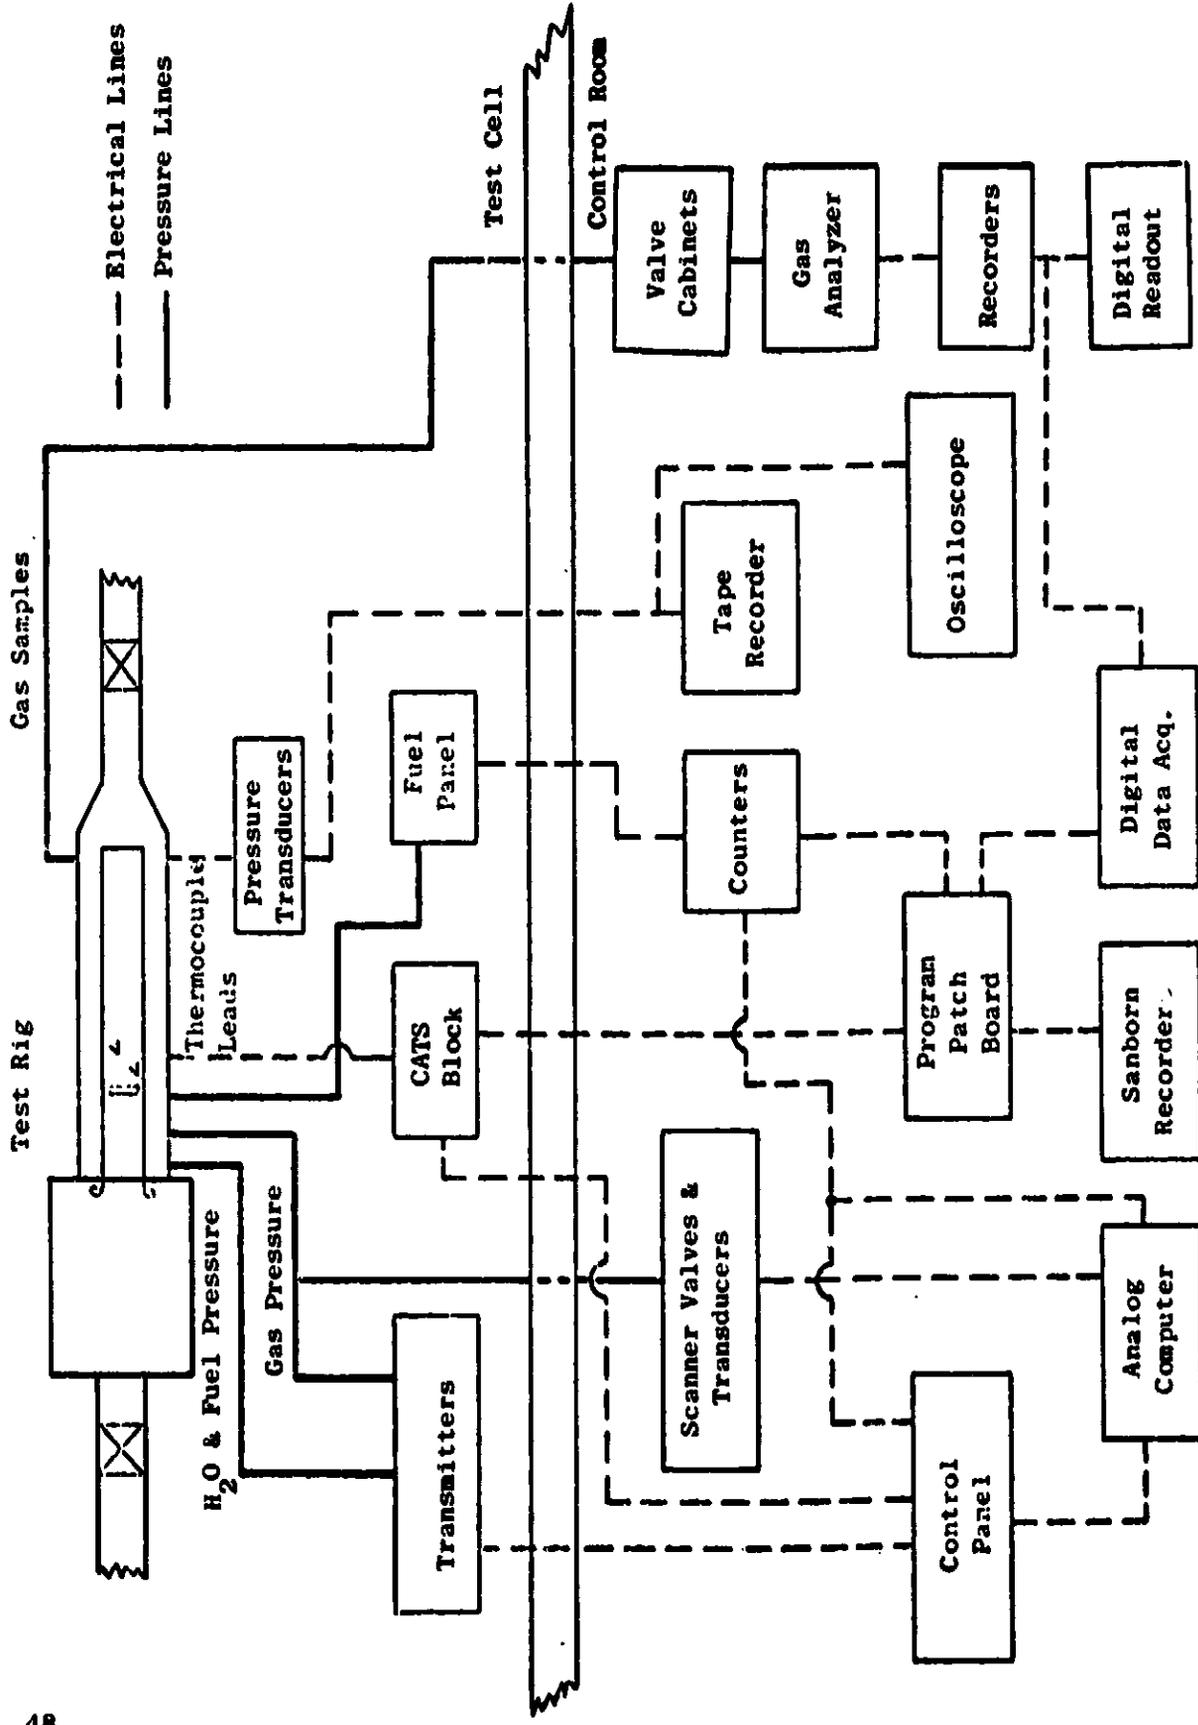 48
Test Rig
Gas Samples
Electrical Lines
Pressure Lines
Thermocouple
Leads
Pressure
Transducers
H2O & Fuel Pressure
Gas Pressure
Transmitters
CATS
Block
Fuel
Panel
Test Cell
Control Room
Scanner Valves &
Transducers
Counters
Tape
Recorder
Valve
Cabinets
Gas
Analyzer
Control
Panel
Program
Patch
Board
Oscilloscope
Recorders
Analog
Computer
Sanborn
Recorder
Digital
Data Acq.
Digital
Readout